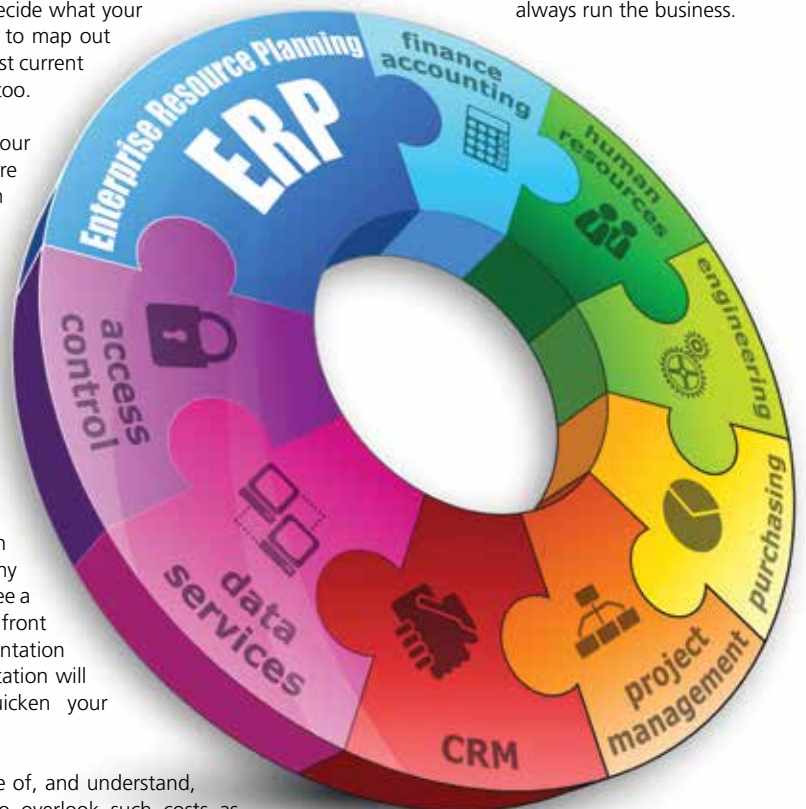 ecide what your
to map out
st current
too.
our
re
n
ny
ee a
front
ntation
tation will
uicken your
e of, and understand,
o overlook such costs as
always run the business.
Enterprise Resource Planning
ERP
finance
accounting
human
resources
engineering
purchasing
project
management
CRM
data
services
access
control